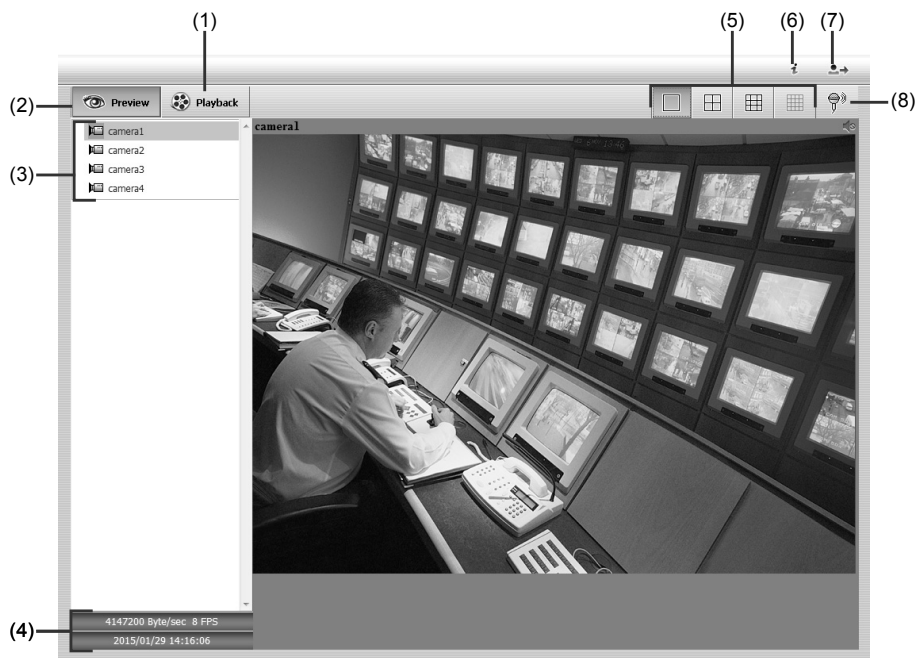 (1)
(5)
(6)
(7)
(2)
Preview
Playback
(8)
camera1
camera1
camera2
(3)
camera3
camera4
4147200 Byte/sec 8 FPS
(4)
2015/01/29 14:16:06